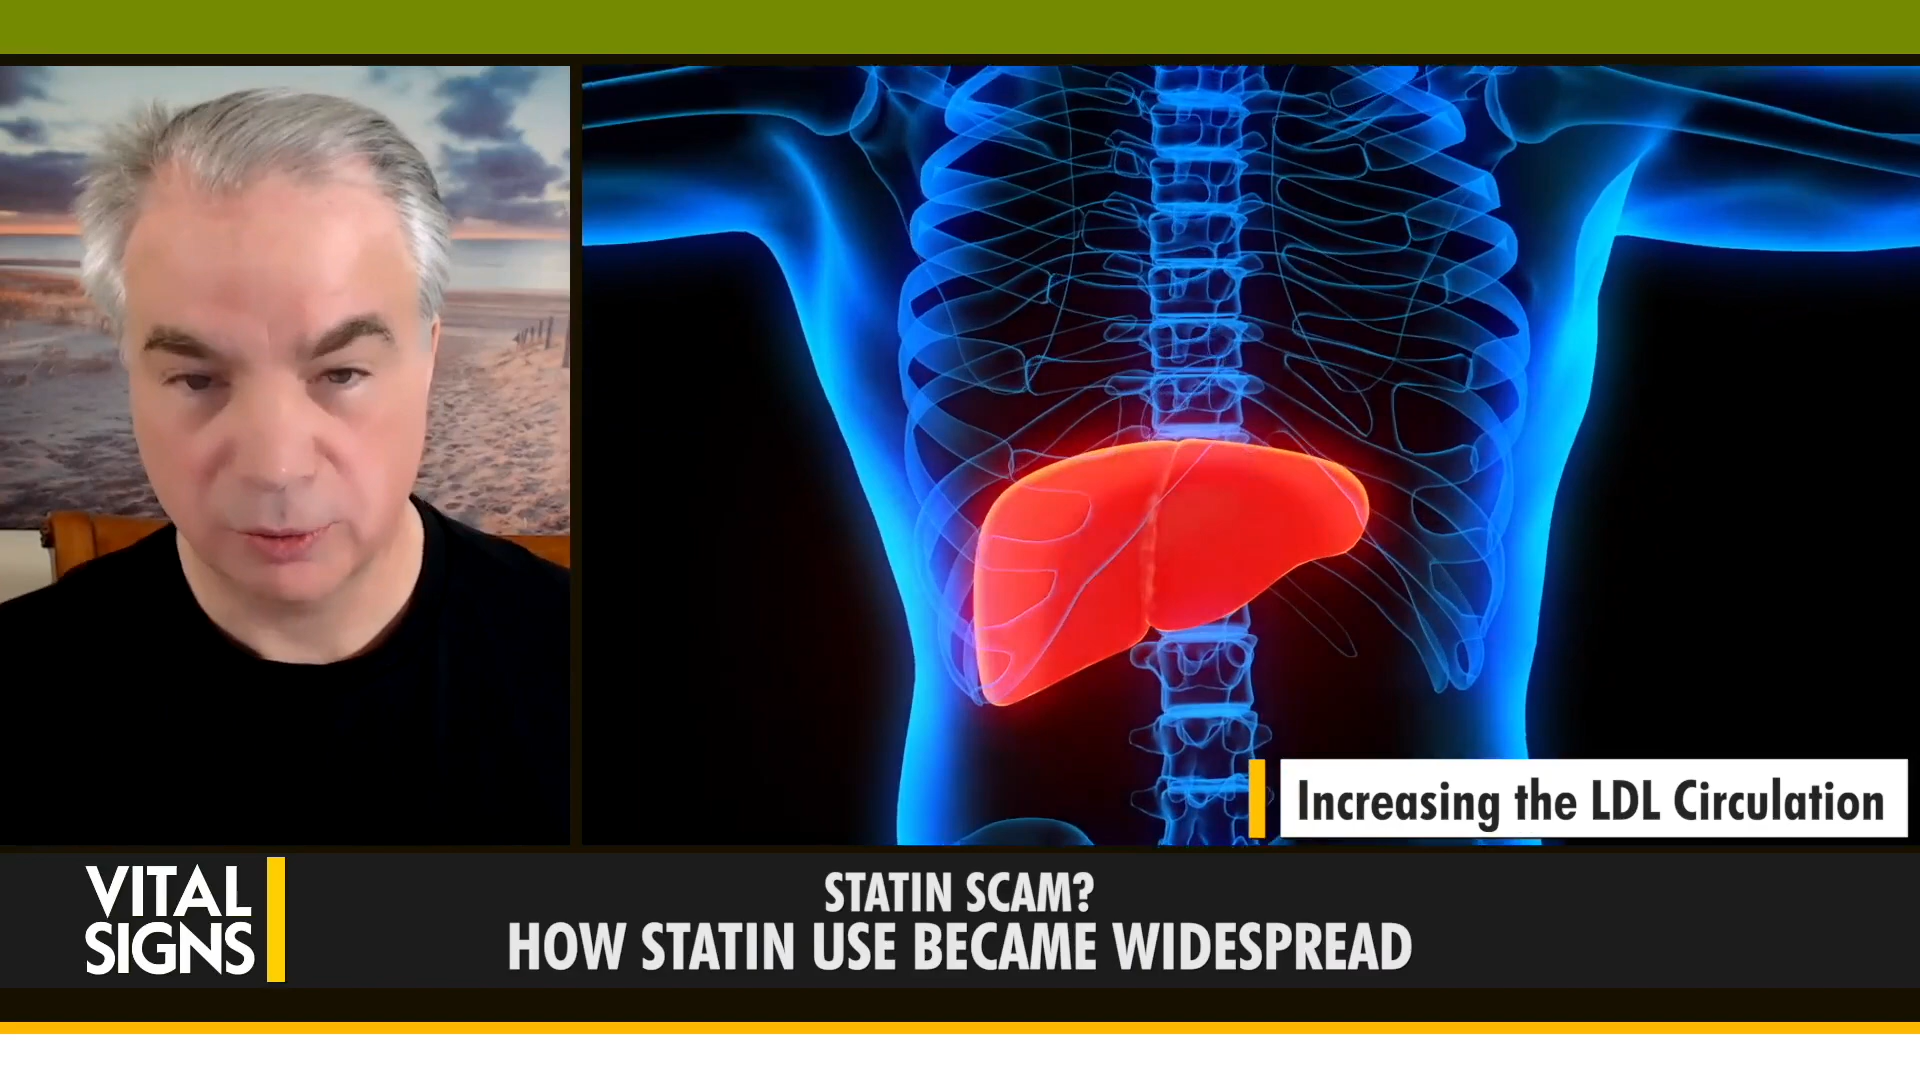 Increasing the LDL Circulation
VITAL
SIGNS
STATIN SCAM?
HOW STATIN USE BECAME WIDESPREAD